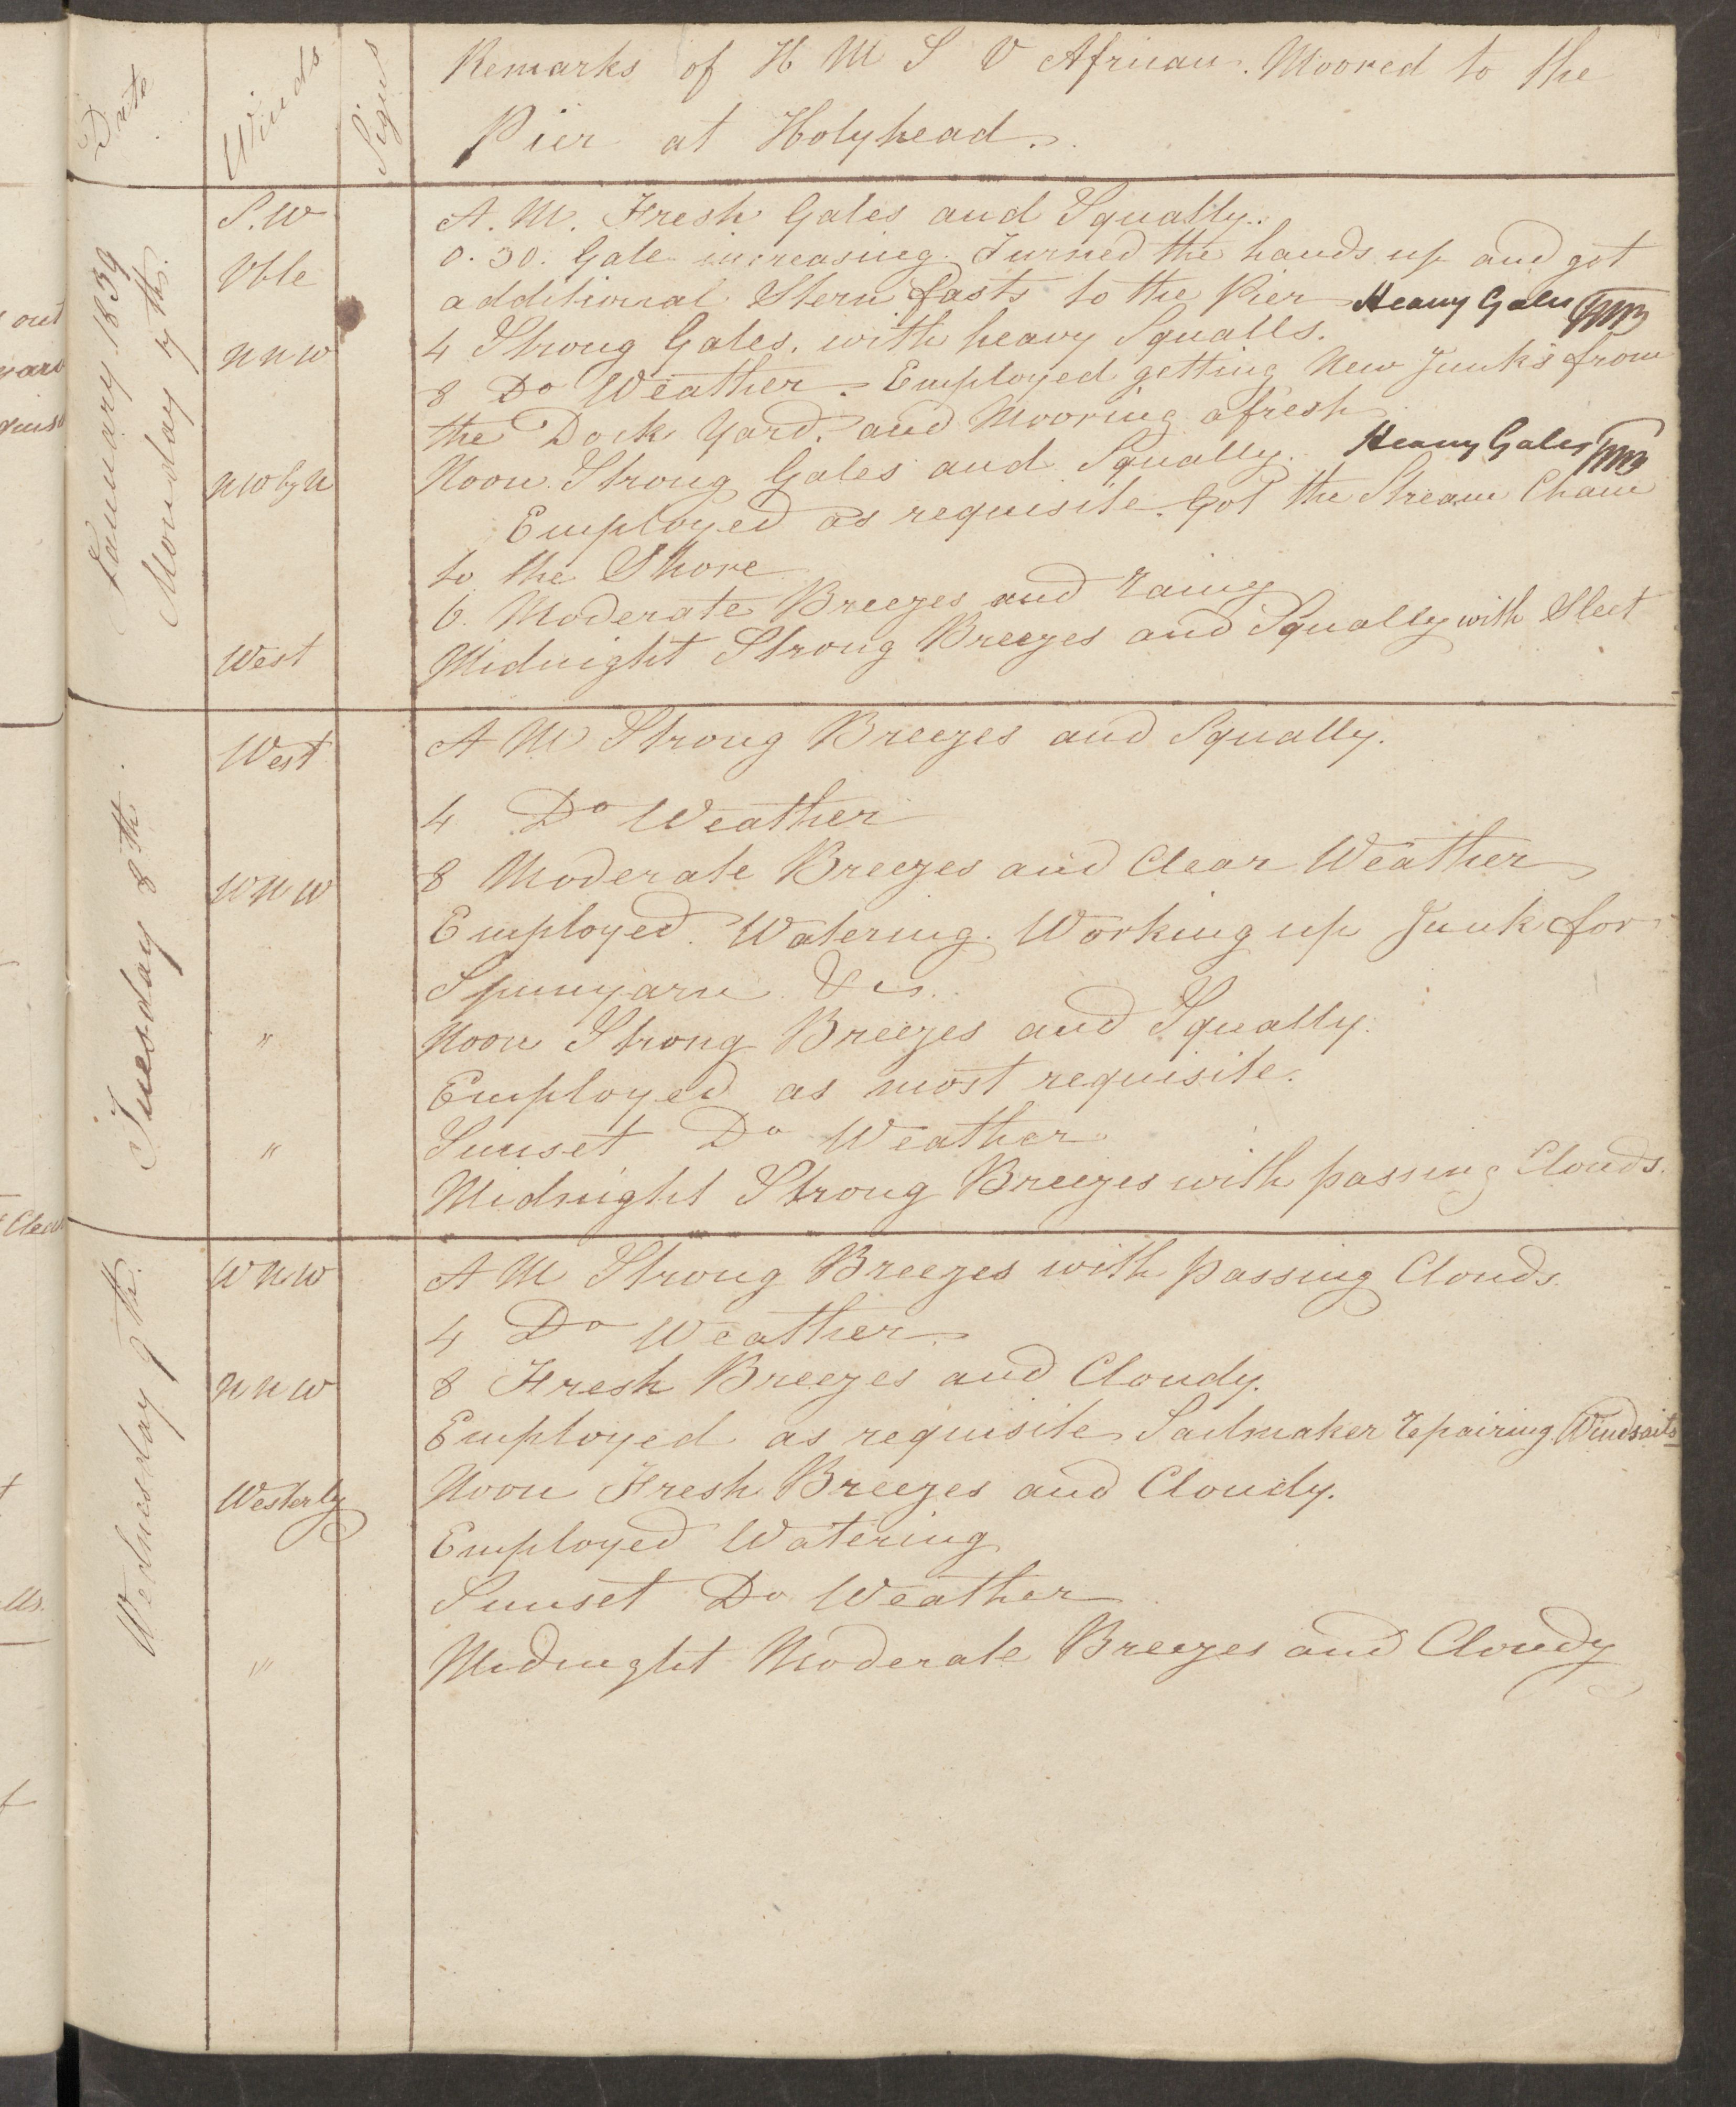 Date
Winds
Signs
Remarks of H M S V African. Moored to the
Pier at Holyhead.
January 1839
Monday 7th.
S.W A.M. Fresh Gales and Squally.
Vble 0.30. Gale increasing. Turned the hands up and got
additional Stern fasts to the Pier Heavy Gales
NNW 4 Strong Gales. with heavy Squalls.
8 Do Weather. Employed getting New Junks from
the Dock Yard. and Mooring afresh
NW by N Noon. Strong Gales and Squally. Heavy Gales
Employed as requisite. Got the Stream Chain
to the Shore
6. Moderate Breezes and rainy
West Midnight Strong Breezes and Squally with Sleet
Tuesday 8th.
West A M Strong Breezes and Squally.
4 Do Weather
WNW 8 Moderate Breezes and Clear Weather
Employed. Watering. Working up Junk for
Spunyarn &c.
" Noon Strong Breezes and Squally.
Employed as most requisite.
" Sunset Do Weather.
Midnight Strong Breezes with passing Clouds.
Wednesday 9th.
WNW A M Strong Breezes with passing Clouds.
4 Do Weather.
NNW 8 Fresh Breezes and Cloudy.
Employed as requisite Sailmaker repairing Windsails
Westerly Noon Fresh Breezes and Cloudy.
Employed Watering
Sunset Do Weather
" Midnight Moderate Breezes and Cloudy
out
Clear